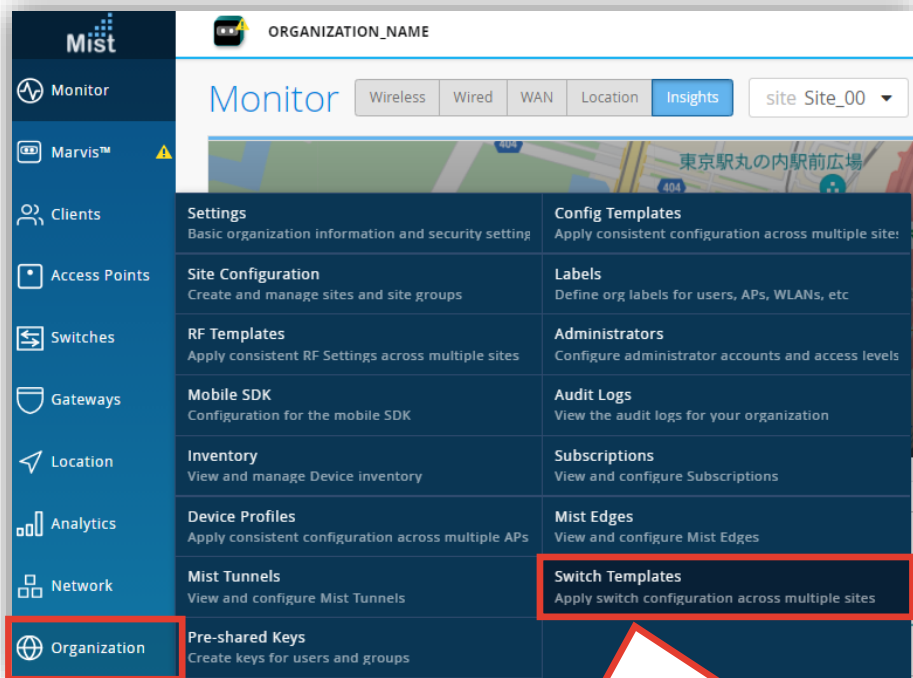 Mist
ORGANIZATION_NAME
Monitor
Monitor
Wireless
Wired
WAN
Location
Insights
site Site_00
Marvis™
Clients
Access Points
Switches
Gateways
Location
Analytics
Network
Organization
404
東京駅丸の内駅前広場
404
Settings
Basic organization information and security setting
Config Templates
Apply consistent configuration across multiple sites
Site Configuration
Create and manage sites and site groups
Labels
Define org labels for users, APs, WLANs, etc
RF Templates
Apply consistent RF Settings across multiple sites
Administrators
Configure administrator accounts and access levels
Mobile SDK
Configuration for the mobile SDK
Audit Logs
View the audit logs for your organization
Inventory
View and manage Device inventory
Subscriptions
View and configure Subscriptions
Device Profiles
Apply consistent configuration across multiple APs
Mist Edges
View and configure Mist Edges
Mist Tunnels
View and configure Mist Tunnels
Switch Templates
Apply switch configuration across multiple sites
Pre-shared Keys
Create keys for users and groups